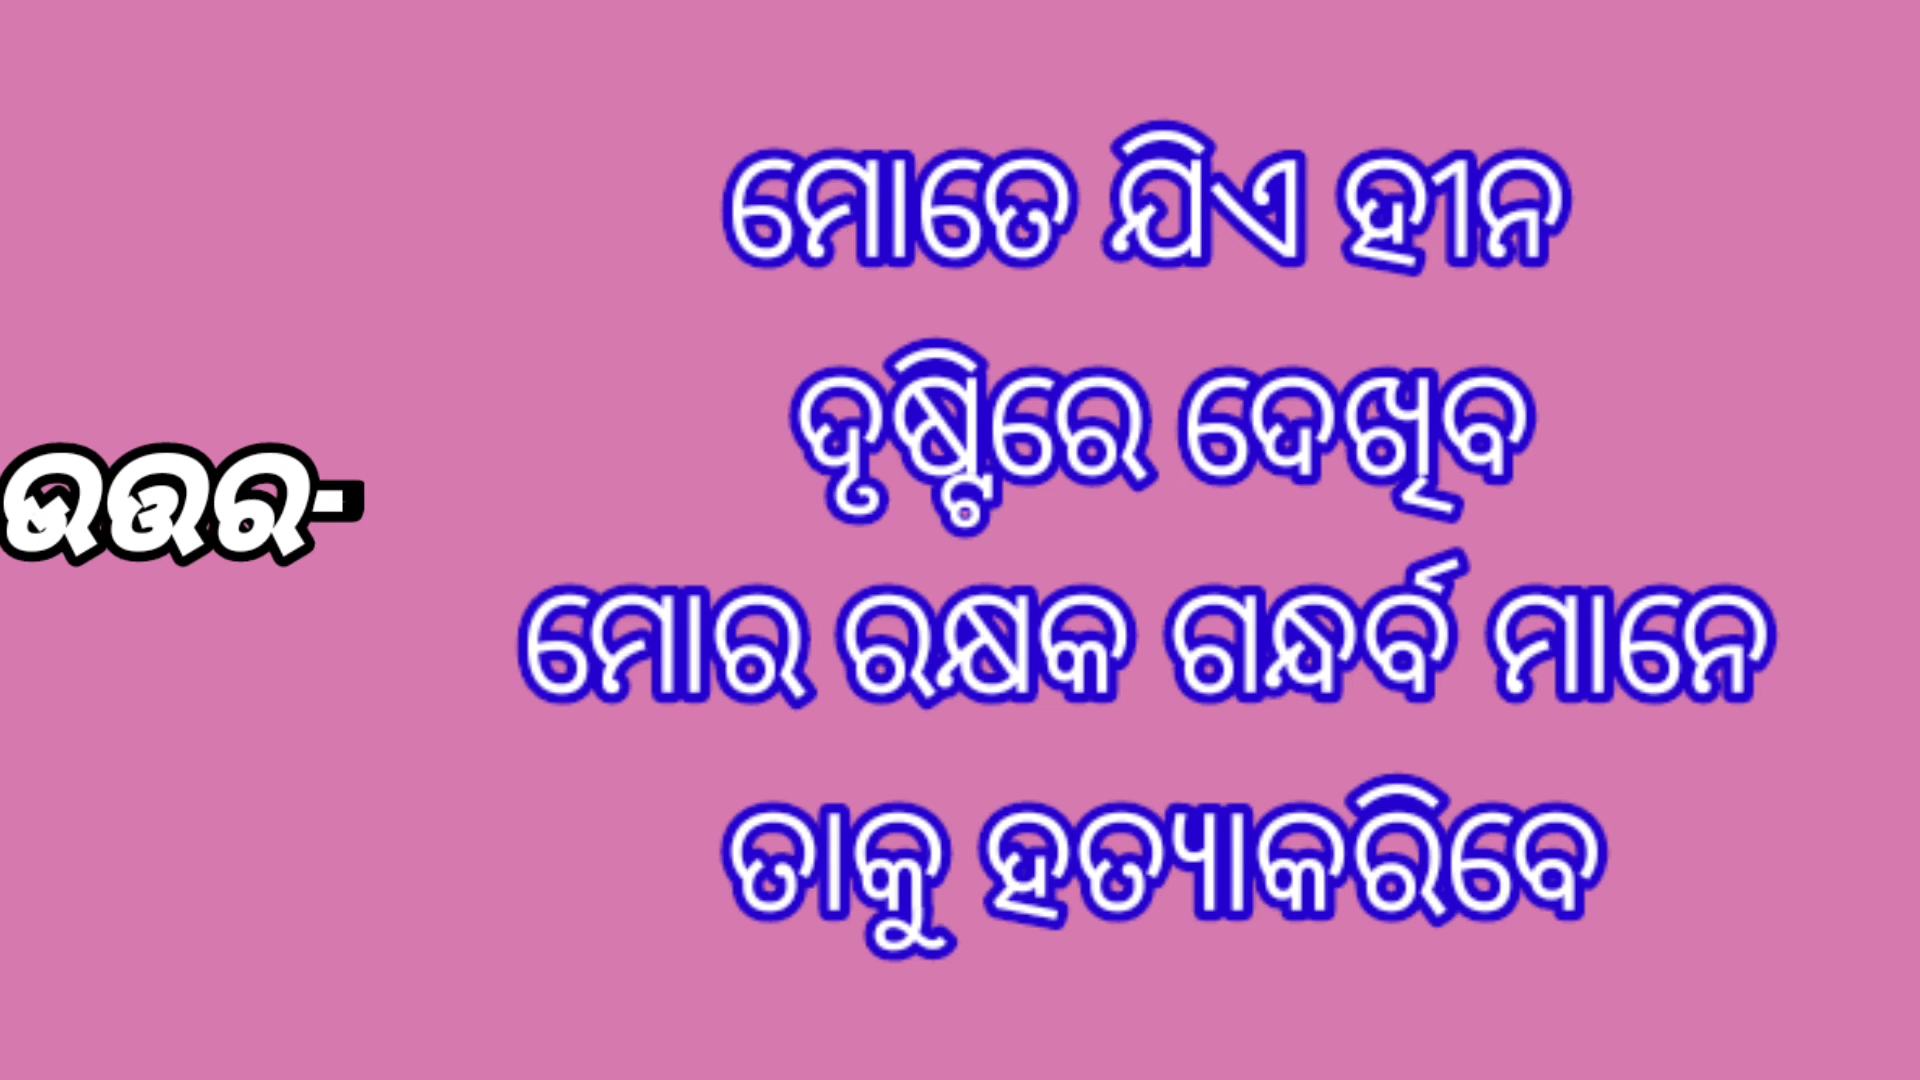 ଉତ୍ତର-
ମୋତେ ଯିଏ ହୀନ
ଦୃଷ୍ଟିରେ ଦେଖିବ
ମୋର ରକ୍ଷକ ଗନ୍ଧର୍ବ ମାନେ
ତାକୁ ହତ୍ୟାକରିବେ